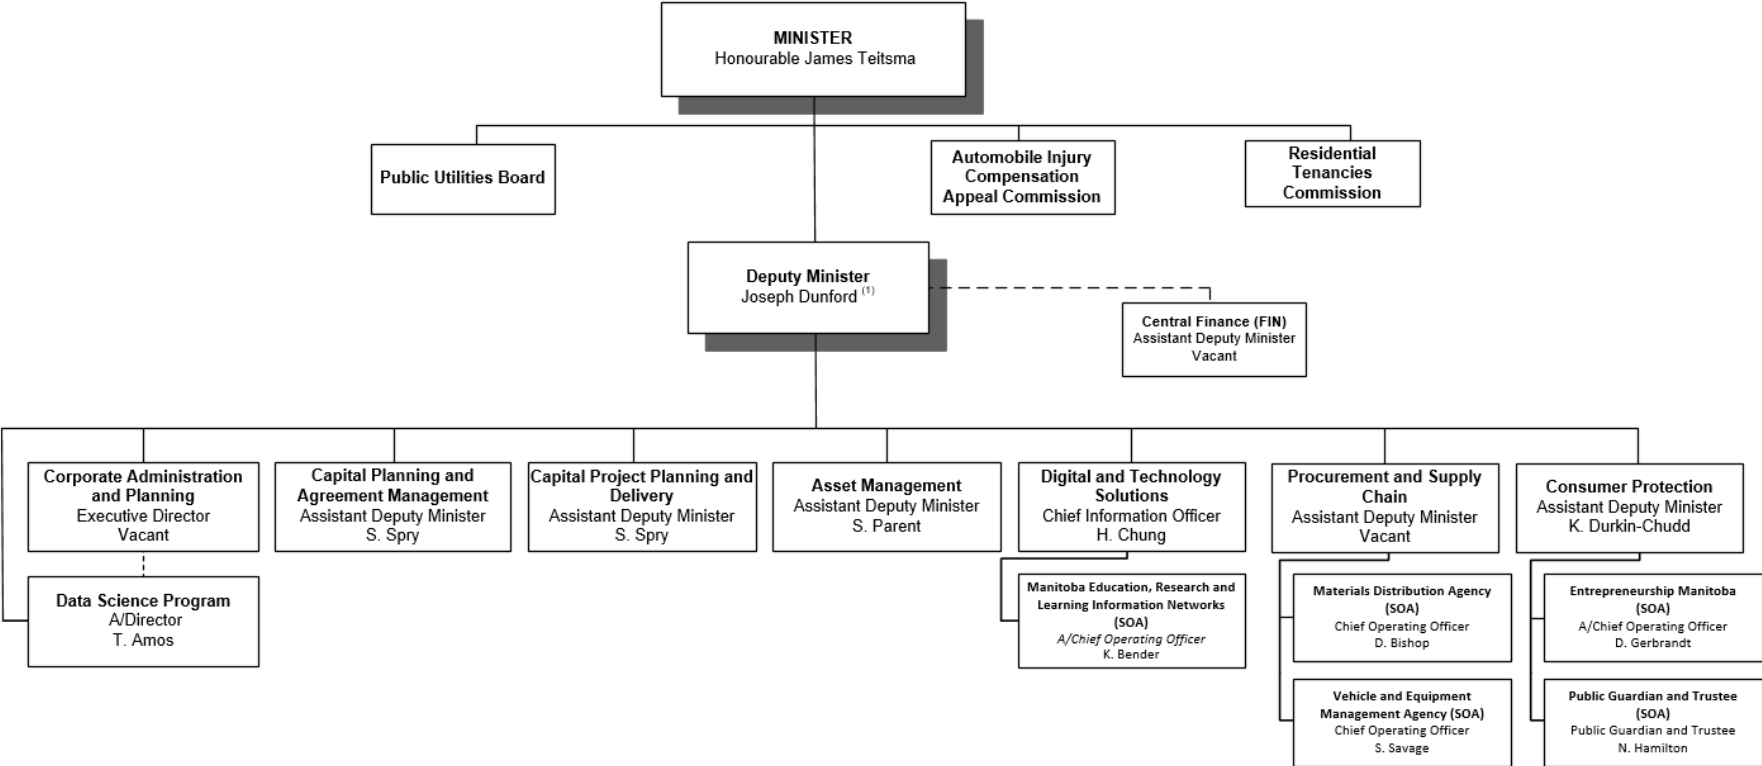 MINISTER
Honourable James Teitsma
Public Utilities Board
Automobile Injury
Compensation
Appeal Commission
Residential
Tenancies
Commission
Deputy Minister
Joseph Dunford (1)
Central Finance (FIN)
Assistant Deputy Minister
Vacant
Corporate Administration
and Planning
Executive Director
Vacant
Capital Planning and
Agreement Management
Assistant Deputy Minister
S. Spry
Capital Project Planning and
Delivery
Assistant Deputy Minister
S. Spry
Asset Management
Assistant Deputy Minister
S. Parent
Digital and Technology
Solutions
Chief Information Officer
H. Chung
Procurement and Supply
Chain
Assistant Deputy Minister
Vacant
Consumer Protection
Assistant Deputy Minister
K. Durkin-Chudd
Data Science Program
A/Director
T. Amos
Manitoba Education, Research and
Learning Information Networks
(SOA)
A/Chief Operating Officer
K. Bender
Materials Distribution Agency
(SOA)
Chief Operating Officer
D. Bishop
Entrepreneurship Manitoba
(SOA)
A/Chief Operating Officer
D. Gerbrandt
Vehicle and Equipment
Management Agency (SOA)
Chief Operating Officer
S. Savage
Public Guardian and Trustee
(SOA)
Public Guardian and Trustee
N. Hamilton